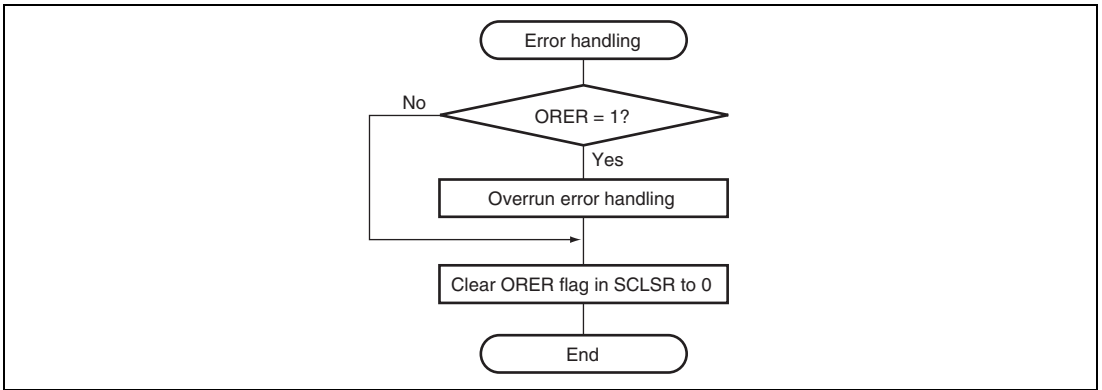 Error handling
No
ORER = 1?
Yes
Overrun error handling
Clear ORER flag in SCLSR to 0
End